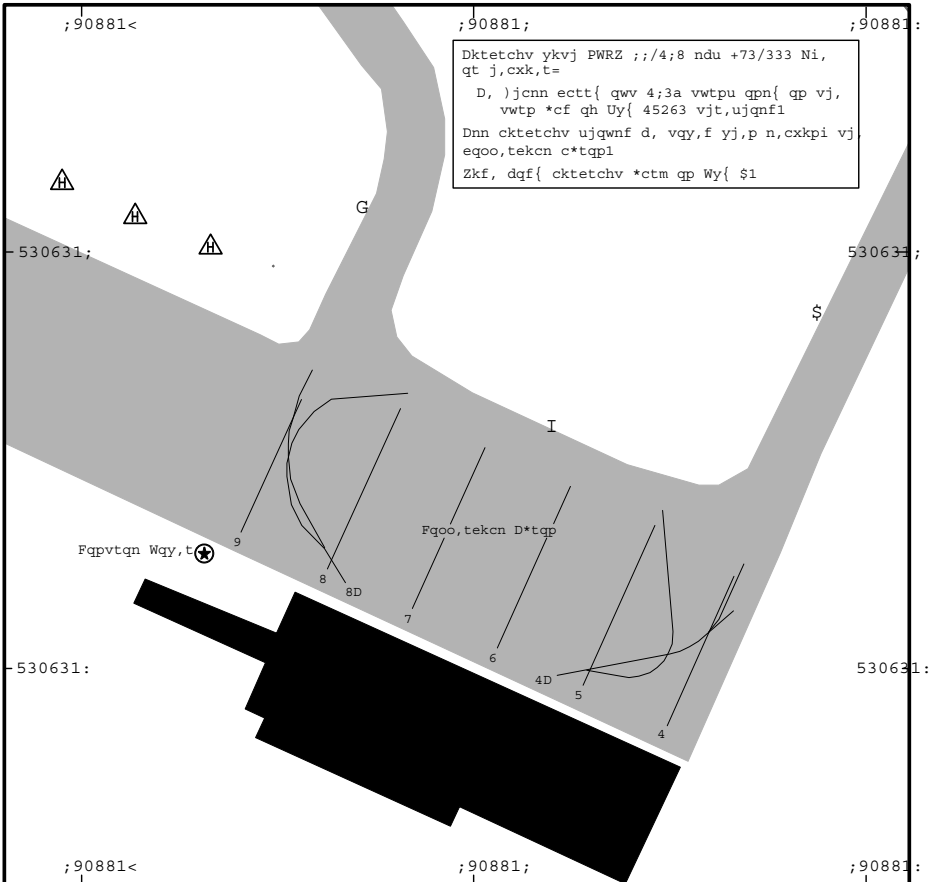 ;90881<
;90881;
;90881:
Dktetchv ykvj PWRZ ;;/4;8 ndu +73/333 Ni,
qt j,cxk,t=
D, )jcnn ectt{ qwv 4;3a vwtpu qpn{ qp vj,
vwtp *cf qh Uy{ 45263 vjt,ujqnf1
Dnn cktetchv ujqwnf d, vqy,f yj,p n,cxkpi vj,
eqoo,tekcn c*tqp1
Zkf, dqf{ cktetchv *ctm qp Wy{ $1
H
H
H
G
530631;
530631;
$
I
Fqoo,tekcn D*tqp
9
Fqpvtqn Wqy,t
8
8D
7
6
530631:
530631:
4D
5
4
;90881<
;90881;
;90881: